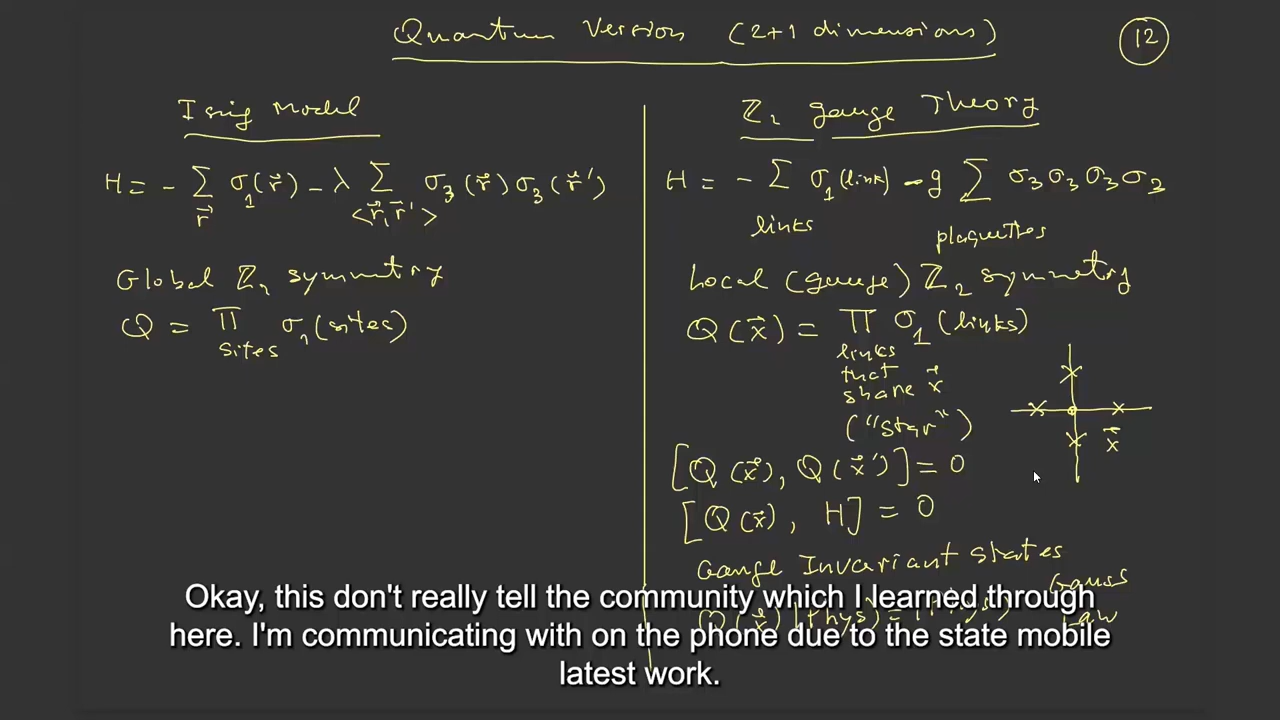 Quantum Version (2+1 dimensions)
12
Ising Model
H = - Σ σ₁(r⃗) - λ Σ σ₃(r⃗) σ₃(r⃗')
r⃗ <r⃗, r⃗'>
Global ℤ₂ symmetry
Q = Π σ₁(sites)
sites
ℤ₂ gauge Theory
H = - Σ σ₁(link) - g Σ σ₃σ₃σ₃σ₃
links plaquettes
Local (gauge) ℤ₂ symmetry
Q(x⃗) = Π σ₁(links)
links
that
share x⃗
("star")
x⃗
[Q(x⃗), Q(x⃗')] = 0
[Q(x⃗), H] = 0
Gauge Invariant States
Q(x⃗)|Phys⟩ = |Phys⟩
Gauss
Law
Okay, this don't really tell the community which I learned through
here. I'm communicating with on the phone due to the state mobile
latest work.